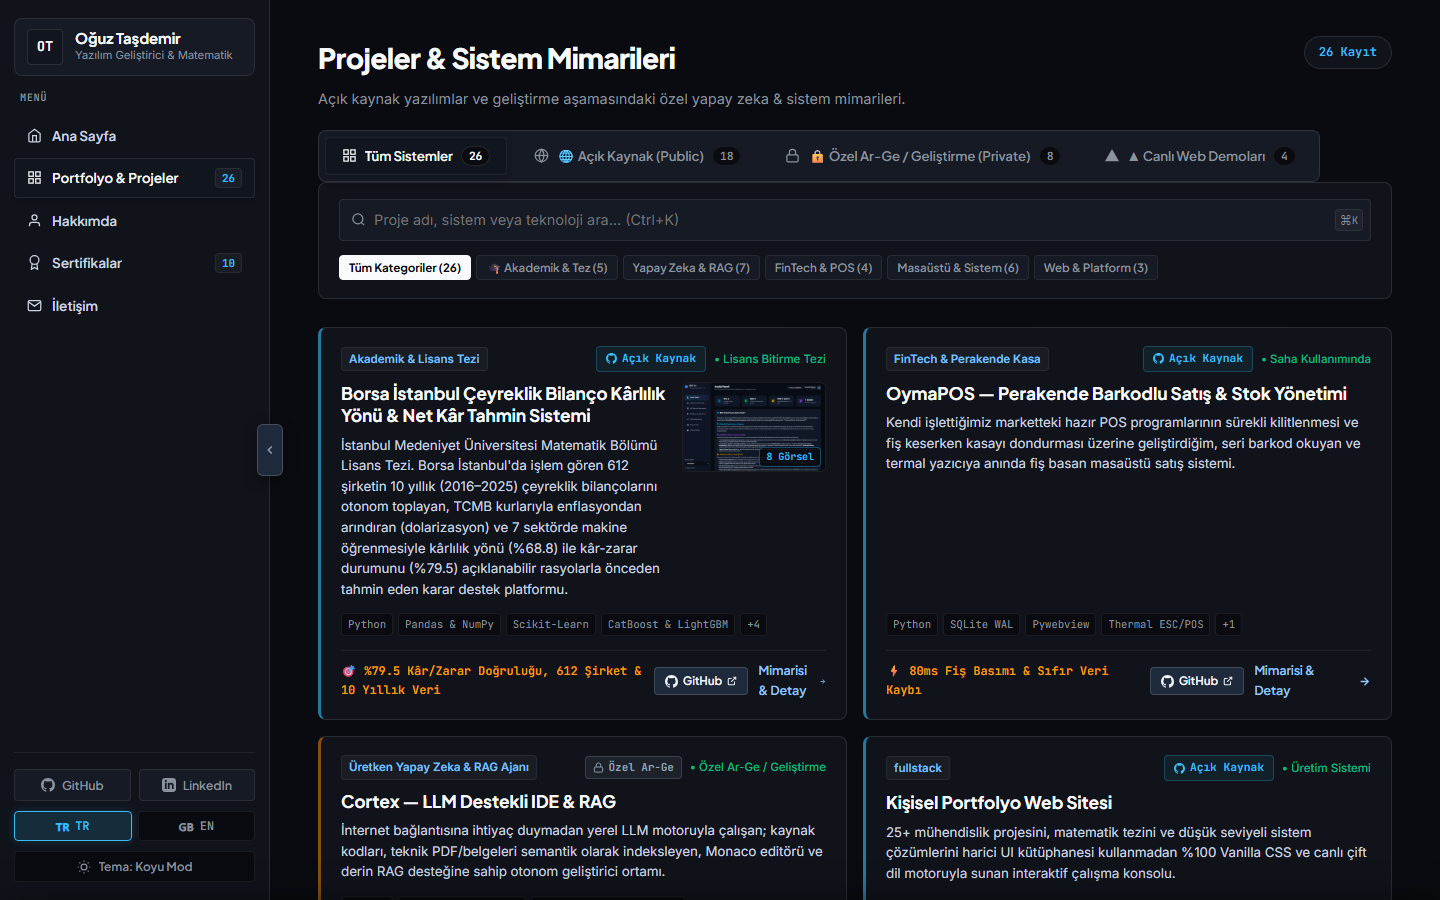 OT
Oğuz Taşdemir
Yazılım Geliştirici & Matematik
MENÜ
Ana Sayfa
Portfolyo & Projeler 26
Hakkımda
Sertifikalar 10
İletişim
GitHub
LinkedIn
TR TR
GB EN
Tema: Koyu Mod
Projeler & Sistem Mimarileri
26 Kayıt
Açık kaynak yazılımlar ve geliştirme aşamasındaki özel yapay zeka & sistem mimarileri.
Tüm Sistemler 26
Açık Kaynak (Public) 18
Özel Ar-Ge / Geliştirme (Private) 8
▲ Canlı Web Demoları 4
Proje adı, sistem veya teknoloji ara... (Ctrl+K)
⌘K
Tüm Kategoriler (26)
Akademik & Tez (5)
Yapay Zeka & RAG (7)
FinTech & POS (4)
Masaüstü & Sistem (6)
Web & Platform (3)
Akademik & Lisans Tezi
Açık Kaynak
• Lisans Bitirme Tezi
Borsa İstanbul Çeyreklik Bilanço Kârlılık
Yönü & Net Kâr Tahmin Sistemi
8 Görsel
İstanbul Medeniyet Üniversitesi Matematik Bölümü
Lisans Tezi. Borsa İstanbul'da işlem gören 612
şirketin 10 yıllık (2016–2025) çeyreklik bilançolarını
otonom toplayan, TCMB kurlarıyla enflasyondan
arındıran (dolarizasyon) ve 7 sektörde makine
öğrenmesiyle kârlılık yönü (%68.8) ile kâr-zarar
durumunu (%79.5) açıklanabilir rasyolarla önceden
tahmin eden karar destek platformu.
Python
Pandas & NumPy
Scikit-Learn
CatBoost & LightGBM
+4
🎯 %79.5 Kâr/Zarar Doğruluğu, 612 Şirket &
10 Yıllık Veri
GitHub
Mimarisi
& Detay →
FinTech & Perakende Kasa
Açık Kaynak
• Saha Kullanımında
OymaPOS — Perakende Barkodlu Satış & Stok Yönetimi
Kendi işlettiğimiz marketteki hazır POS programlarının sürekli kilitlenmesi ve
fiş keserken kasayı dondurması üzerine geliştirdiğim, seri barkod okuyan ve
termal yazıcıya anında fiş basan masaüstü satış sistemi.
Python
SQLite WAL
Pywebview
Thermal ESC/POS
+1
⚡ 80ms Fiş Basımı & Sıfır Veri
Kaybı
GitHub
Mimarisi &
Detay →
Üretken Yapay Zeka & RAG Ajanı
Özel Ar-Ge
• Özel Ar-Ge / Geliştirme
Cortex — LLM Destekli IDE & RAG
İnternet bağlantısına ihtiyaç duymadan yerel LLM motoruyla çalışan; kaynak
kodları, teknik PDF/belgeleri semantik olarak indeksleyen, Monaco editörü ve
derin RAG desteğine sahip otonom geliştirici ortamı.
fullstack
Açık Kaynak
• Üretim Sistemi
Kişisel Portfolyo Web Sitesi
25+ mühendislik projesini, matematik tezini ve düşük seviyeli sistem
çözümlerini harici UI kütüphanesi kullanmadan %100 Vanilla CSS ve canlı çift
dil motoruyla sunan interaktif çalışma konsolu.